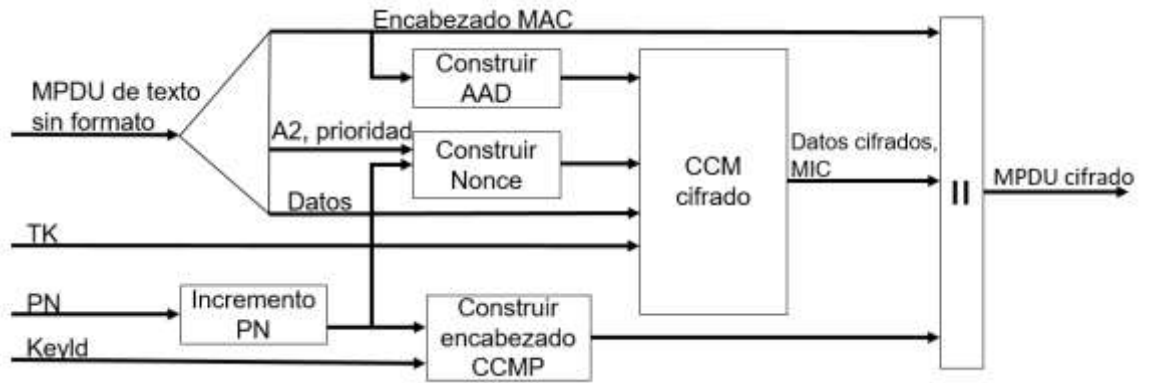 Encabezado MAC
MPDU de texto
sin formato
Construir
AAD
A2, prioridad
Construir
Nonce
CCM
cifrado
Datos cifrados,
MIC
II
MPDU cifrado
Datos
TK
PN
Incremento
PN
Construir
encabezado
CCMP
KeyId